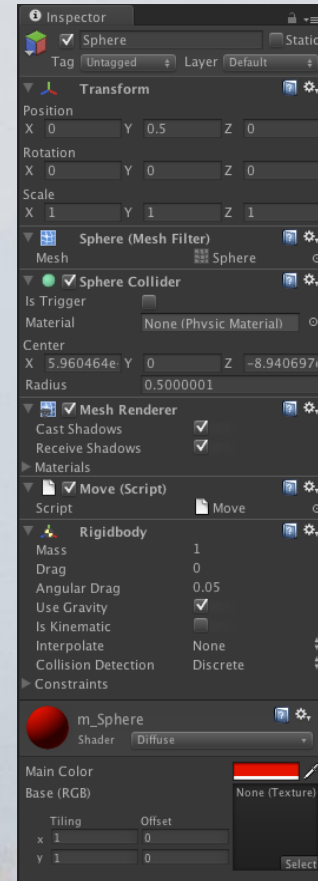 Inspector
Sphere Static
Tag Untagged Layer Default
Transform
Position
X 0 Y 0.5 Z 0
Rotation
X 0 Y 0 Z 0
Scale
X 1 Y 1 Z 1
Sphere (Mesh Filter)
Mesh Sphere
Sphere Collider
Is Trigger
Material None (Physic Material)
Center
X 5.960464e- Y 0 Z -8.940697e
Radius 0.5000001
Mesh Renderer
Cast Shadows
Receive Shadows
Materials
Move (Script)
Script Move
Rigidbody
Mass 1
Drag 0
Angular Drag 0.05
Use Gravity
Is Kinematic
Interpolate None
Collision Detection Discrete
Constraints
m_Sphere
Shader Diffuse
Main Color
Base (RGB) None (Texture)
Tiling Offset
x 1 0
y 1 0
Select